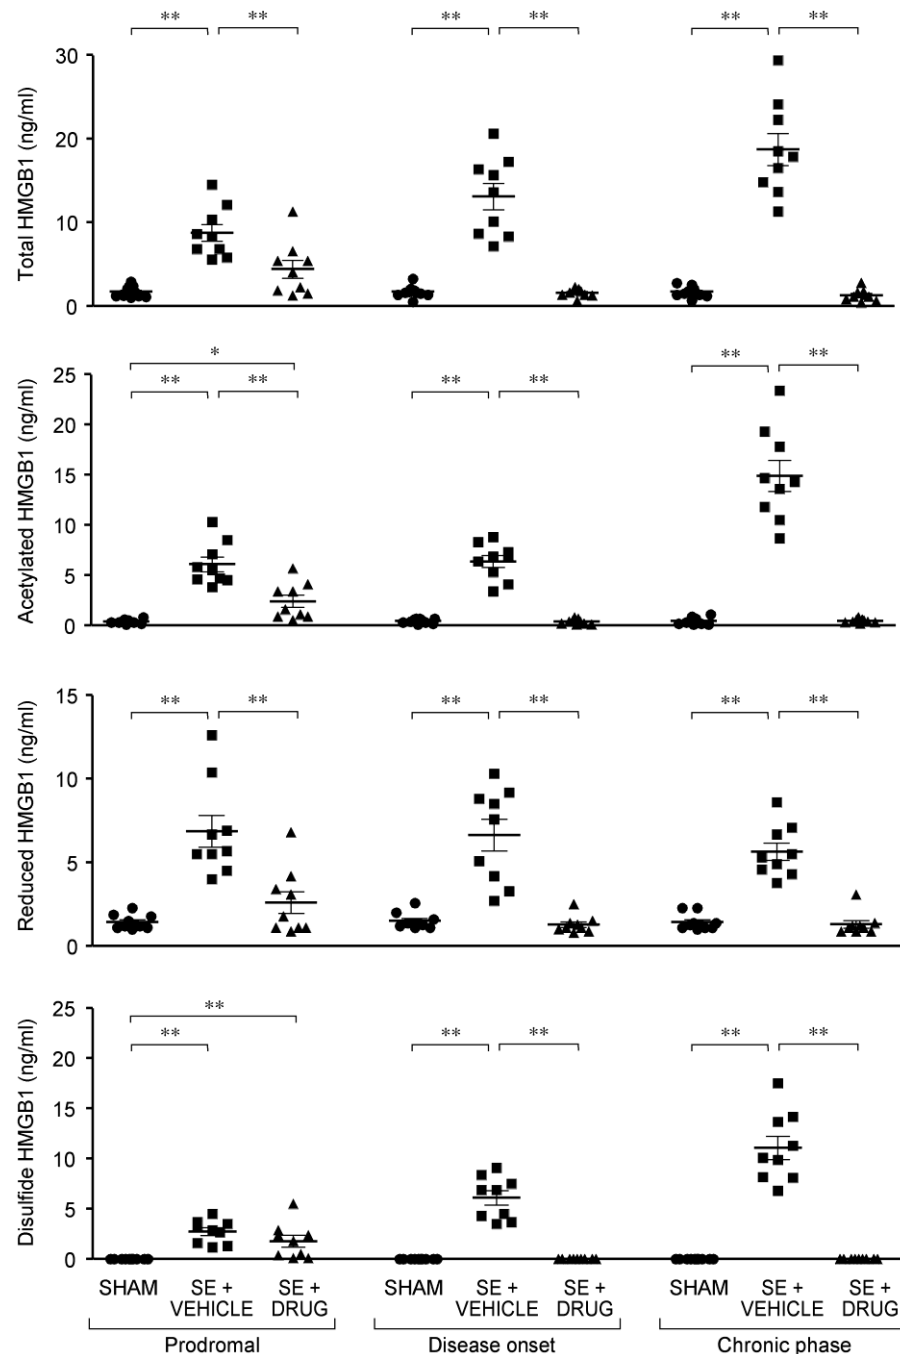 ** ** ** ** ** **
Total HMGB1 (ng/ml)
30
20
10
0
*
** ** ** ** ** **
Acetylated HMGB1 (ng/ml)
25
20
15
10
5
0
** ** ** ** ** **
Reduced HMGB1 (ng/ml)
15
10
5
0
**
** ** ** ** **
Disulfide HMGB1 (ng/ml)
25
20
15
10
5
0
SHAM SE + SE + SHAM SE + SE + SHAM SE + SE +
VEHICLE DRUG VEHICLE DRUG VEHICLE DRUG
Prodromal Disease onset Chronic phase